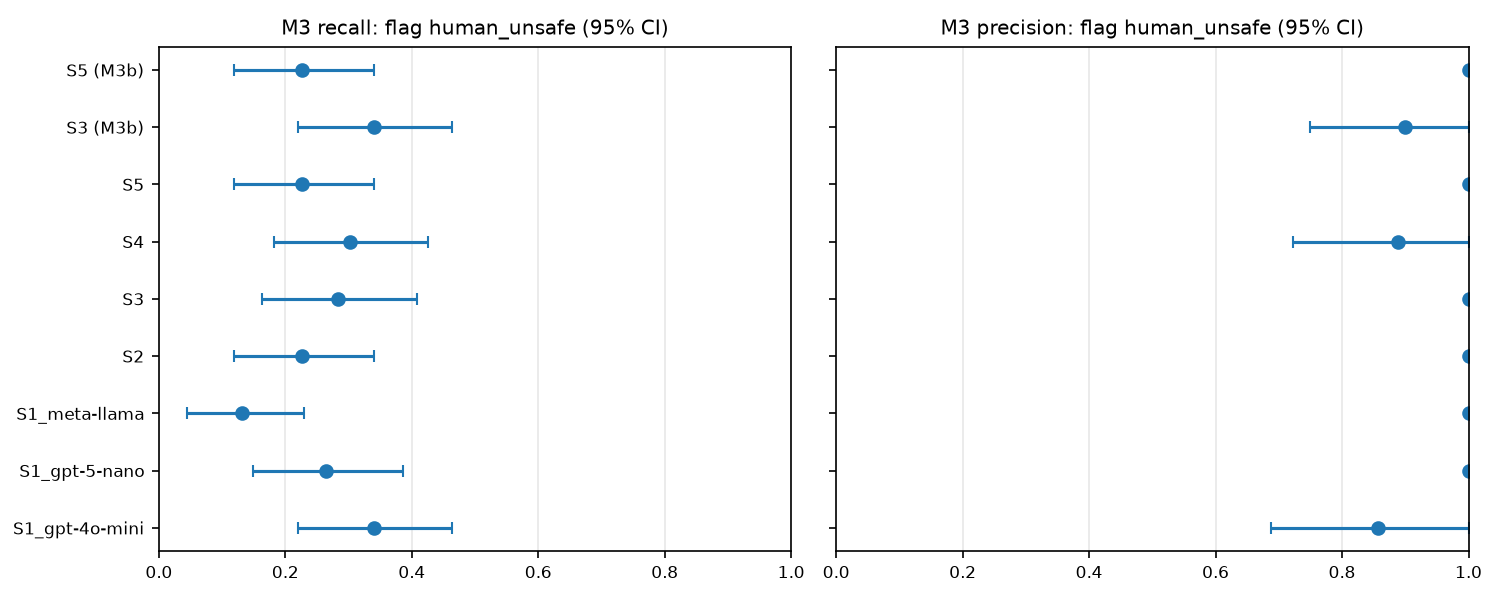 M3 recall: flag human_unsafe (95% CI)
M3 precision: flag human_unsafe (95% CI)
S5 (M3b)
S3 (M3b)
S5
S4
S3
S2
S1_meta-llama
S1_gpt-5-nano
S1_gpt-4o-mini
0.0 0.2 0.4 0.6 0.8 1.0
0.0 0.2 0.4 0.6 0.8 1.0